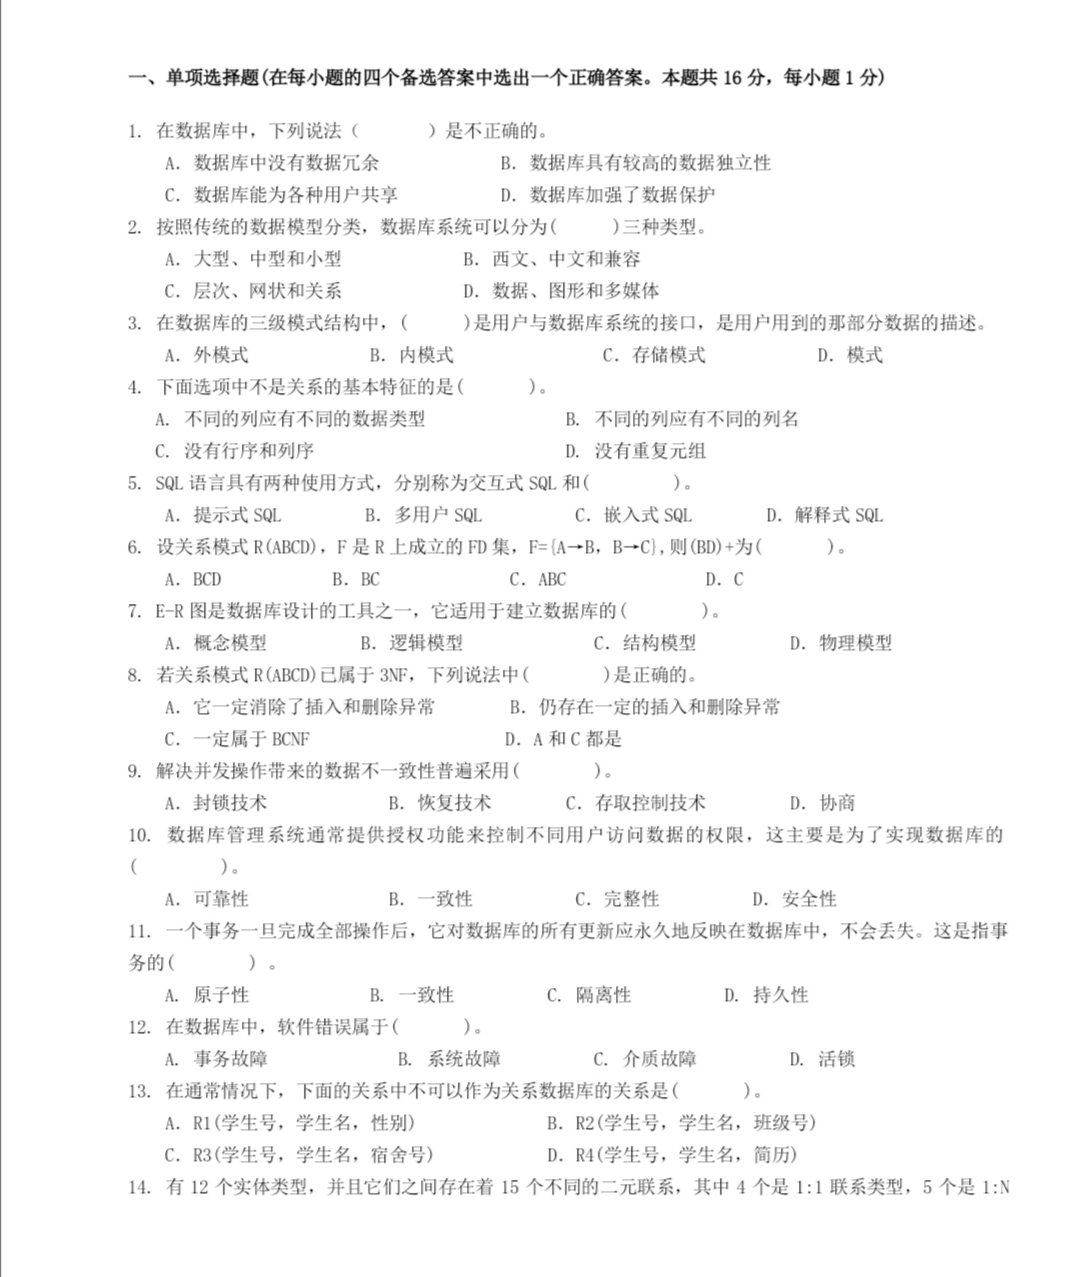 一、单项选择题(在每小题的四个备选答案中选出一个正确答案。本题共 16 分，每小题 1 分)
1. 在数据库中，下列说法（ ）是不正确的。
A．数据库中没有数据冗余 B．数据库具有较高的数据独立性
C．数据库能为各种用户共享 D．数据库加强了数据保护
2. 按照传统的数据模型分类，数据库系统可以分为( )三种类型。
A．大型、中型和小型 B．西文、中文和兼容
C．层次、网状和关系 D．数据、图形和多媒体
3. 在数据库的三级模式结构中，( )是用户与数据库系统的接口，是用户用到的那部分数据的描述。
A．外模式 B．内模式 C．存储模式 D．模式
4. 下面选项中不是关系的基本特征的是( )。
A. 不同的列应有不同的数据类型 B. 不同的列应有不同的列名
C. 没有行序和列序 D. 没有重复元组
5. SQL 语言具有两种使用方式，分别称为交互式 SQL 和( )。
A．提示式 SQL B．多用户 SQL C．嵌入式 SQL D．解释式 SQL
6. 设关系模式 R(ABCD)，F 是 R 上成立的 FD 集，F={A→B，B→C},则(BD)+为( )。
A．BCD B．BC C．ABC D．C
7. E-R 图是数据库设计的工具之一，它适用于建立数据库的( )。
A．概念模型 B．逻辑模型 C．结构模型 D．物理模型
8. 若关系模式 R(ABCD)已属于 3NF，下列说法中( )是正确的。
A．它一定消除了插入和删除异常 B．仍存在一定的插入和删除异常
C．一定属于 BCNF D．A 和 C 都是
9. 解决并发操作带来的数据不一致性普遍采用( )。
A．封锁技术 B．恢复技术 C．存取控制技术 D．协商
10. 数据库管理系统通常提供授权功能来控制不同用户访问数据的权限，这主要是为了实现数据库的
( )。
A．可靠性 B．一致性 C．完整性 D．安全性
11. 一个事务一旦完成全部操作后，它对数据库的所有更新应永久地反映在数据库中，不会丢失。这是指事
务的( ) 。
A. 原子性 B. 一致性 C. 隔离性 D. 持久性
12. 在数据库中，软件错误属于( )。
A. 事务故障 B. 系统故障 C. 介质故障 D. 活锁
13. 在通常情况下，下面的关系中不可以作为关系数据库的关系是( )。
A．R1(学生号，学生名，性别) B．R2(学生号，学生名，班级号)
C．R3(学生号，学生名，宿舍号) D．R4(学生号，学生名，简历)
14. 有 12 个实体类型，并且它们之间存在着 15 个不同的二元联系，其中 4 个是 1:1 联系类型，5 个是 1:N